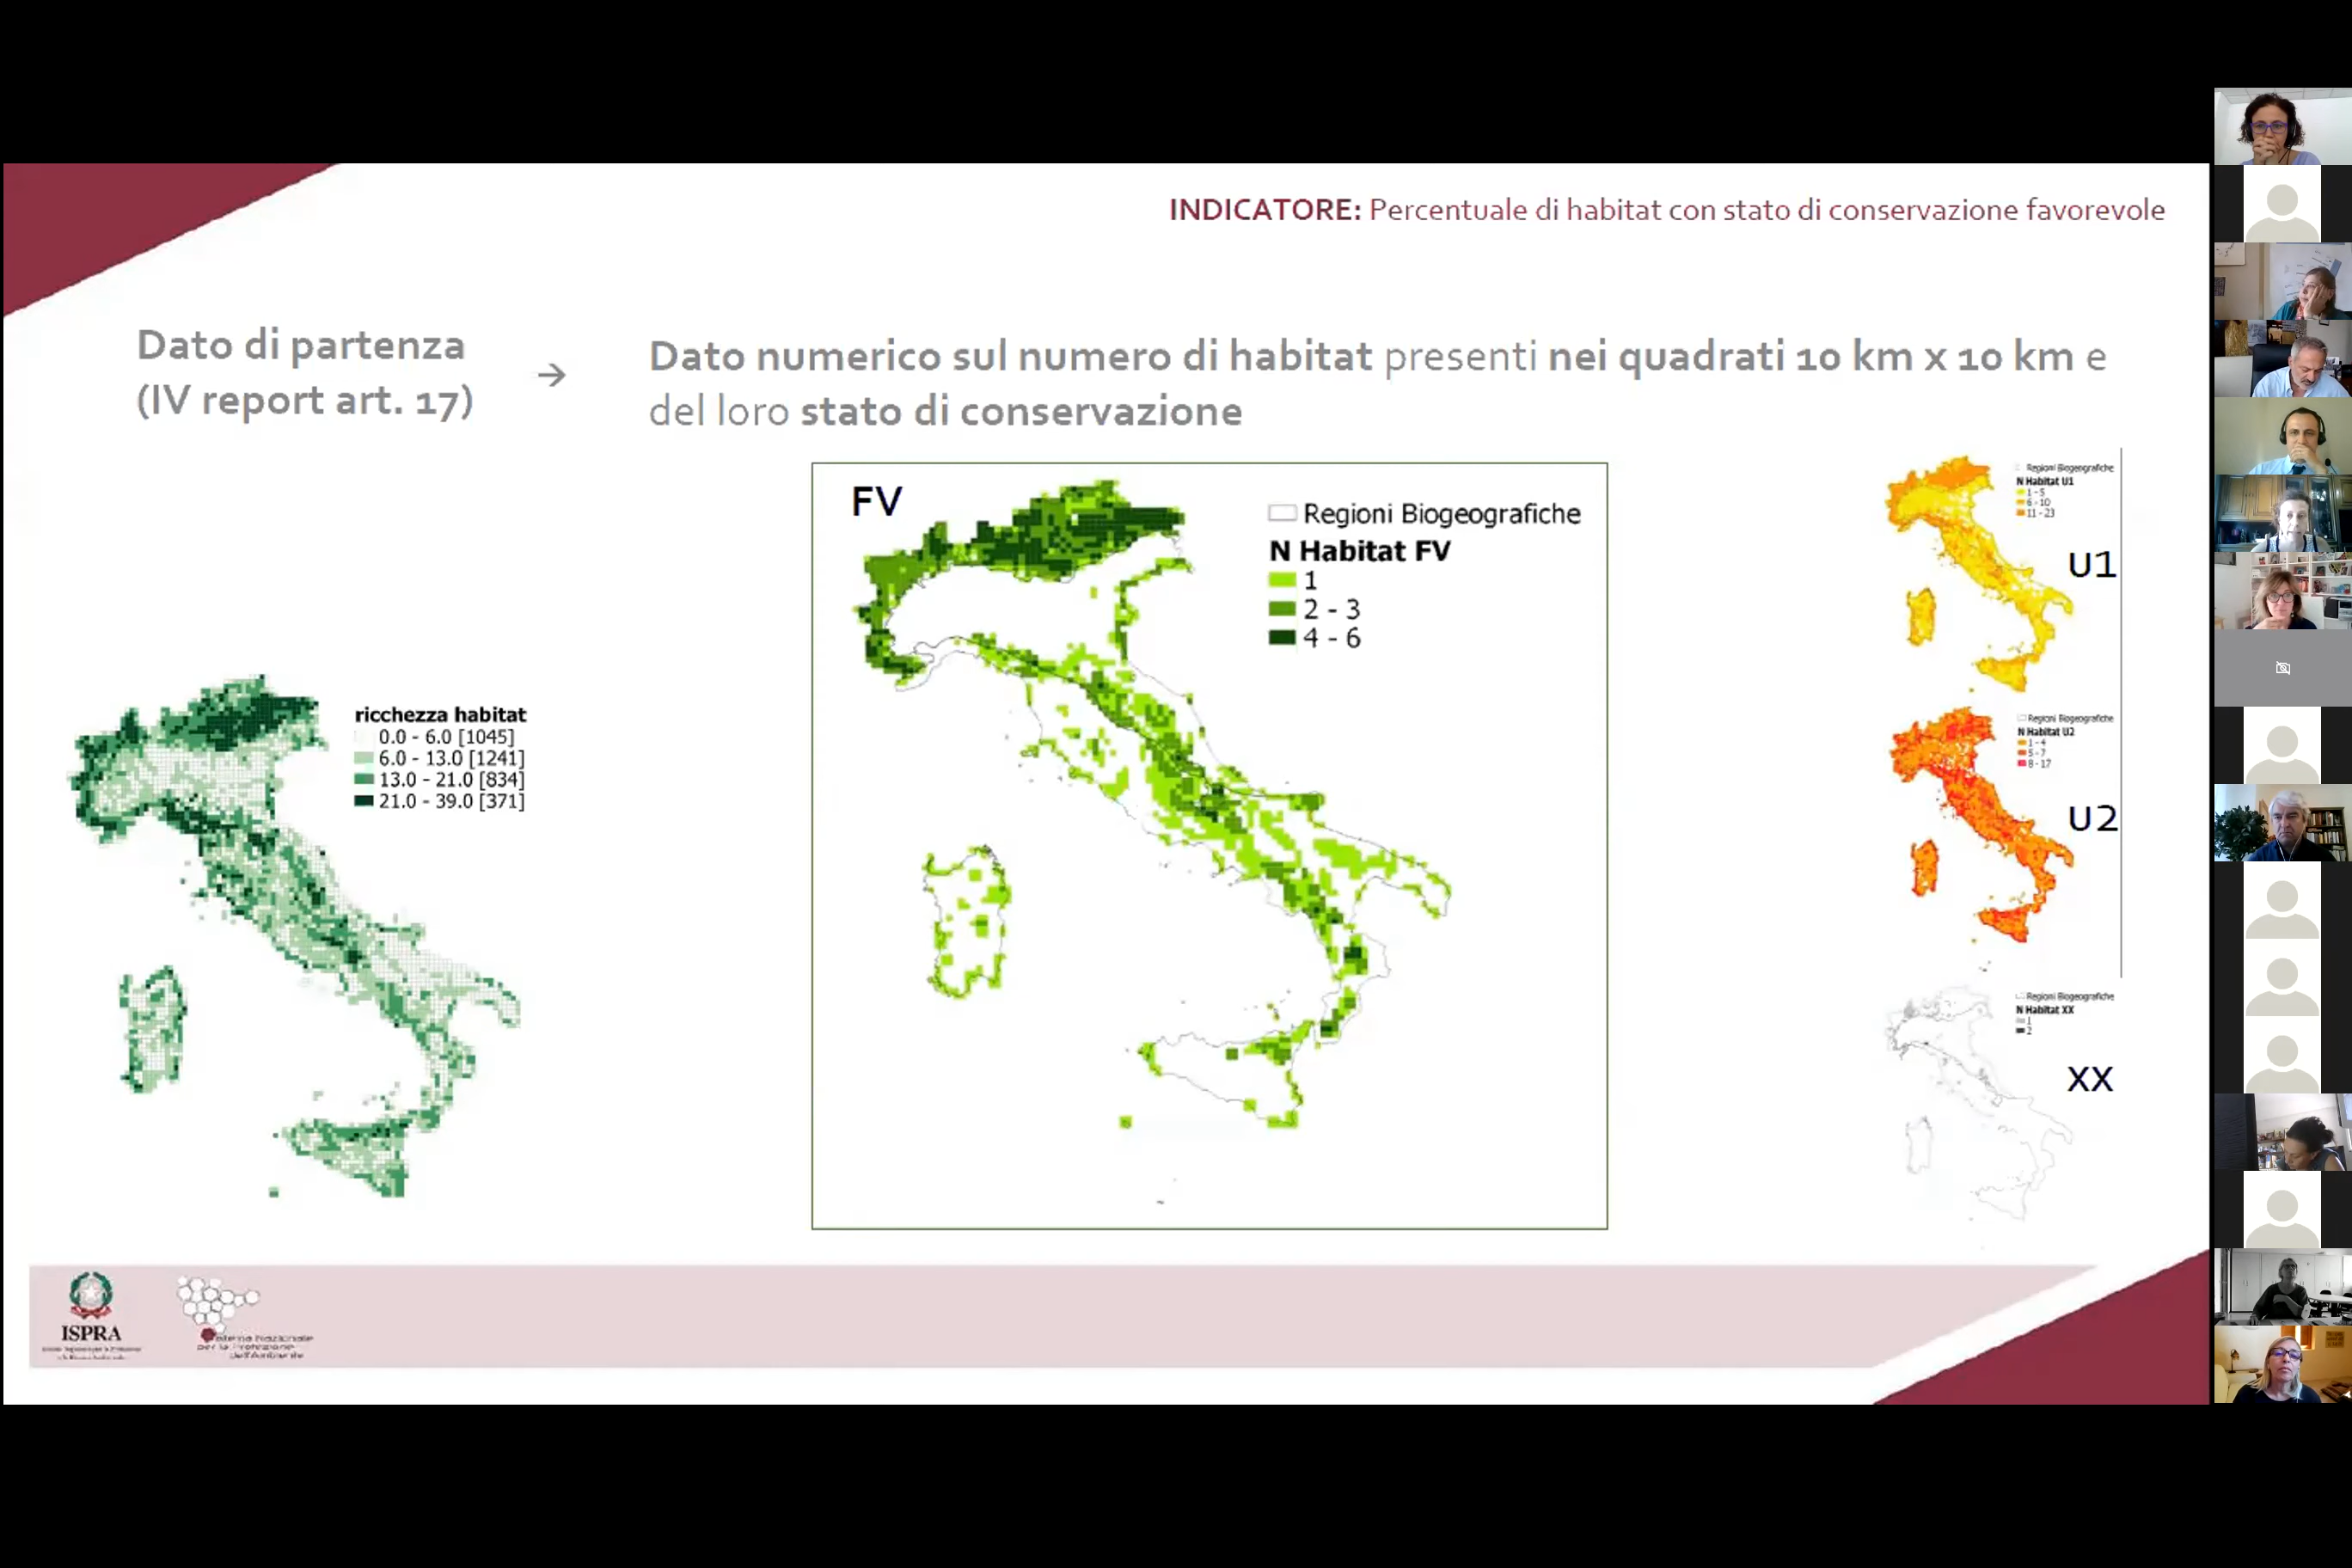 INDICATORE: Percentuale di habitat con stato di conservazione favorevole
Dato di partenza
(IV report art. 17)
→
Dato numerico sul numero di habitat presenti nei quadrati 10 km x 10 km e
del loro stato di conservazione
ricchezza habitat
0.0 - 6.0 [1045]
6.0 - 13.0 [1241]
13.0 - 21.0 [834]
21.0 - 39.0 [371]
FV
Regioni Biogeografiche
N Habitat FV
1
2 - 3
4 - 6
Regioni Biogeografiche
N Habitat U1
1 - 5
6 - 10
11 - 23
U1
Regioni Biogeografiche
N Habitat U2
1 - 4
5 - 7
8 - 17
U2
Regioni Biogeografiche
N Habitat XX
1
2
XX
ISPRA
per la Protezione
dell'Ambiente